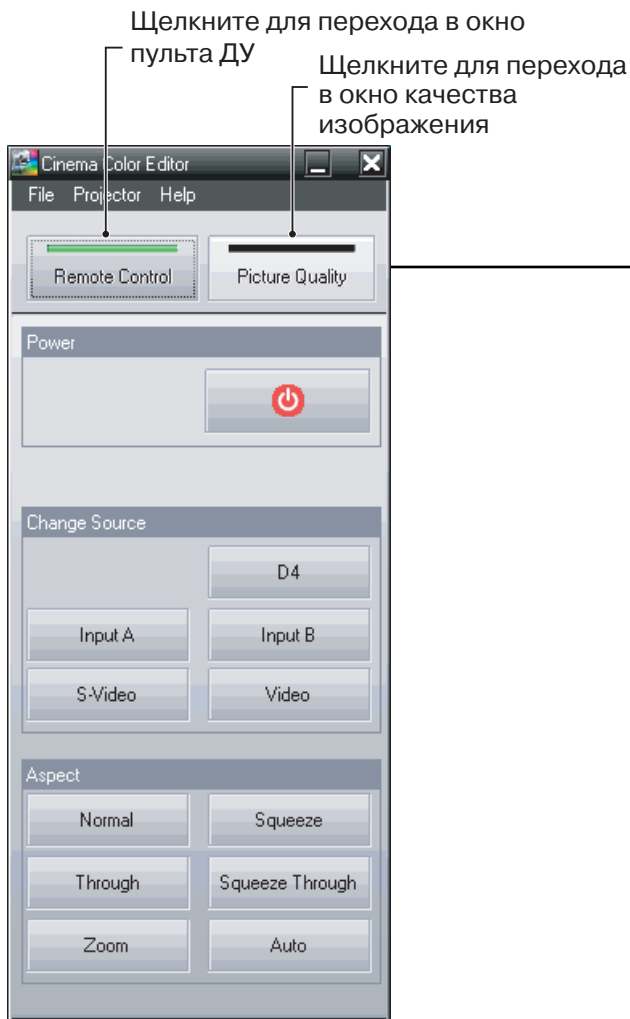 Щелкните для перехода в окно
пульта ДУ
Щелкните для перехода
в окно качества
изображения
Cinema Color Editor
File Projector Help
Remote Control Picture Quality
Power
Change Source
D4
Input A Input B
S-Video Video
Aspect
Normal Squeeze
Through Squeeze Through
Zoom Auto